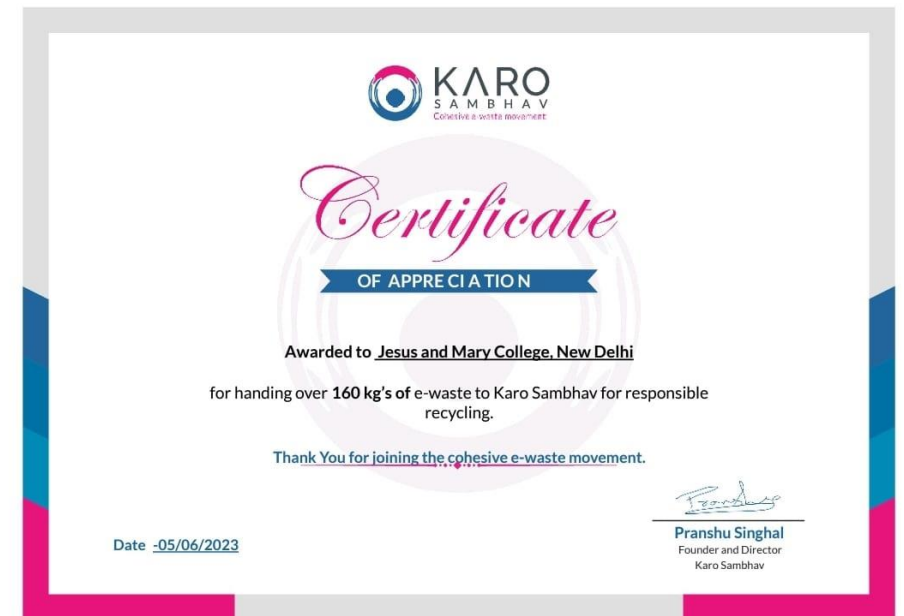 KARO
SAMBHAV
Cohesive e-waste movement
Certificate
OF APPRECIATION
Awarded to Jesus and Mary College, New Delhi
for handing over 160 kg's of e-waste to Karo Sambhav for responsible
recycling.
Thank You for joining the cohesive e-waste movement.
Pranshu Singhal
Founder and Director
Karo Sambhav
Date -05/06/2023